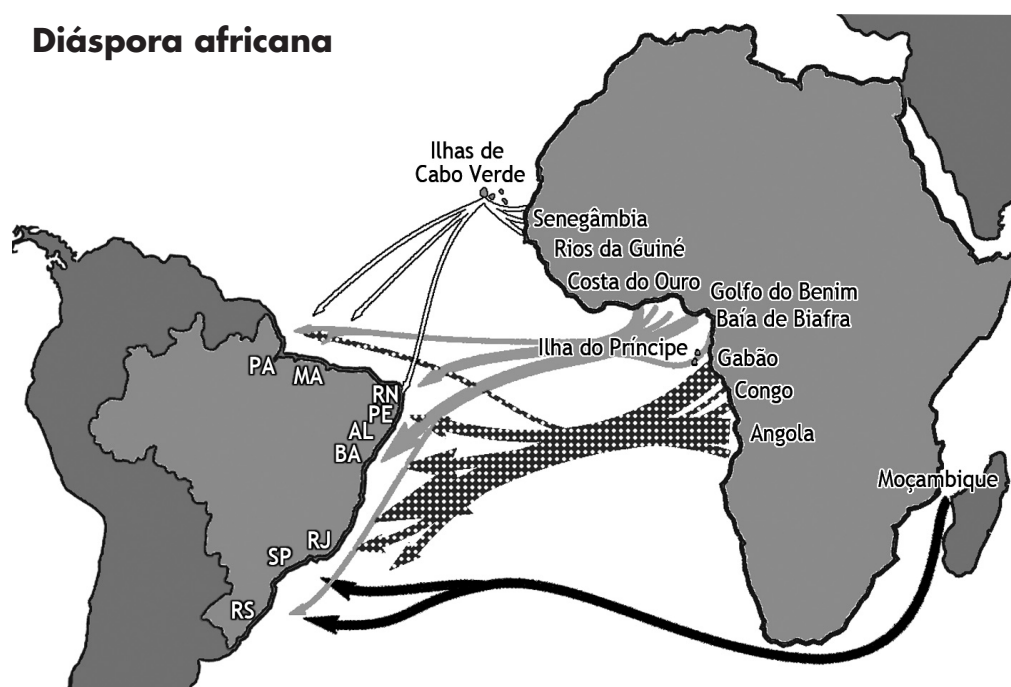 Diáspora africana
Ilhas de
Cabo Verde
Senegâmbia
Rios da Guiné
Costa do Ouro
Golfo do Benim
Baía de Biafra
Ilha do Príncipe
Gabão
Congo
Angola
Moçambique
PA
MA
RN
PE
AL
BA
RJ
SP
RS